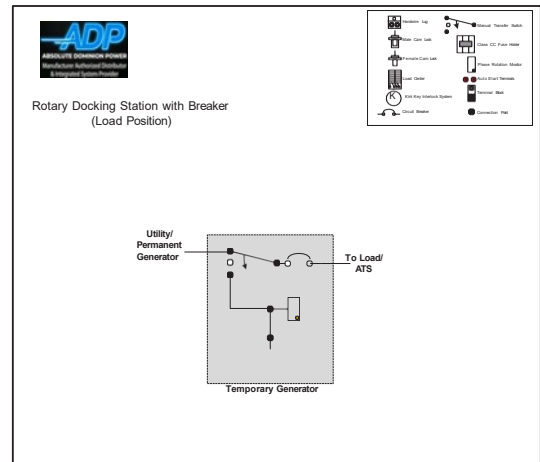 ADP
ABSOLUTE DOMINION POWER
Manufacturer Authorized Distributor
& Integrated System Provider
Rotary Docking Station with Breaker
(Load Position)
Hardwire Lug
Male Cam Lock
Female Cam Lok
Load Center
K
Kirk Key Interlock System
Circuit Breaker
Manual Transfer Switch
Class CC Fuse Holder
Phase Rotation Monitor
Auto Start Terminals
Terminal Block
Connection Point
Utility/
Permanent
Generator
To Load/
ATS
Temporary Generator